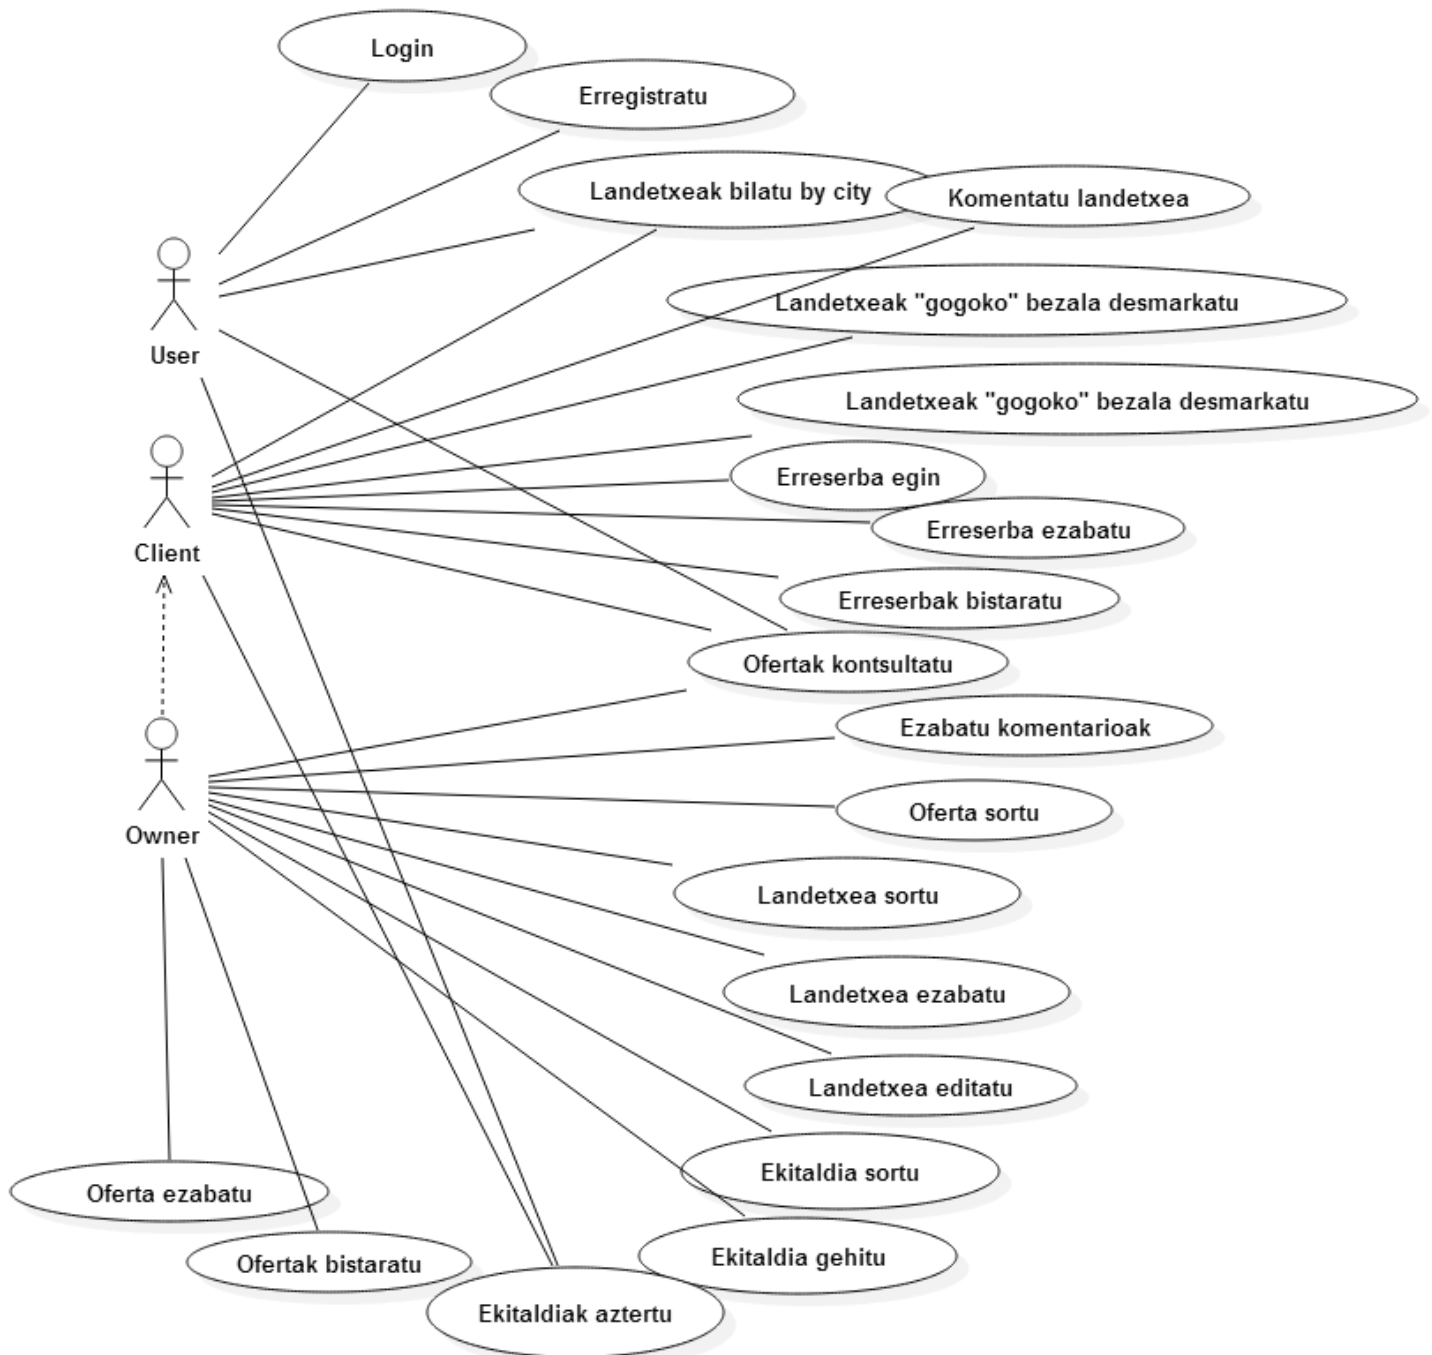 Login
Erregistratu
Landetxeak bilatu by city
Komentatu landetxea
Landetxeak "gogoko" bezala desmarkatu
User
Landetxeak "gogoko" bezala desmarkatu
Erreserba egin
Erreserba ezabatu
Client
Erreserbak bistaratu
Ofertak kontsultatu
Ezabatu komentarioak
Oferta sortu
Owner
Landetxea sortu
Landetxea ezabatu
Landetxea editatu
Ekitaldia sortu
Oferta ezabatu
Ekitaldia gehitu
Ofertak bistaratu
Ekitaldiak aztertu